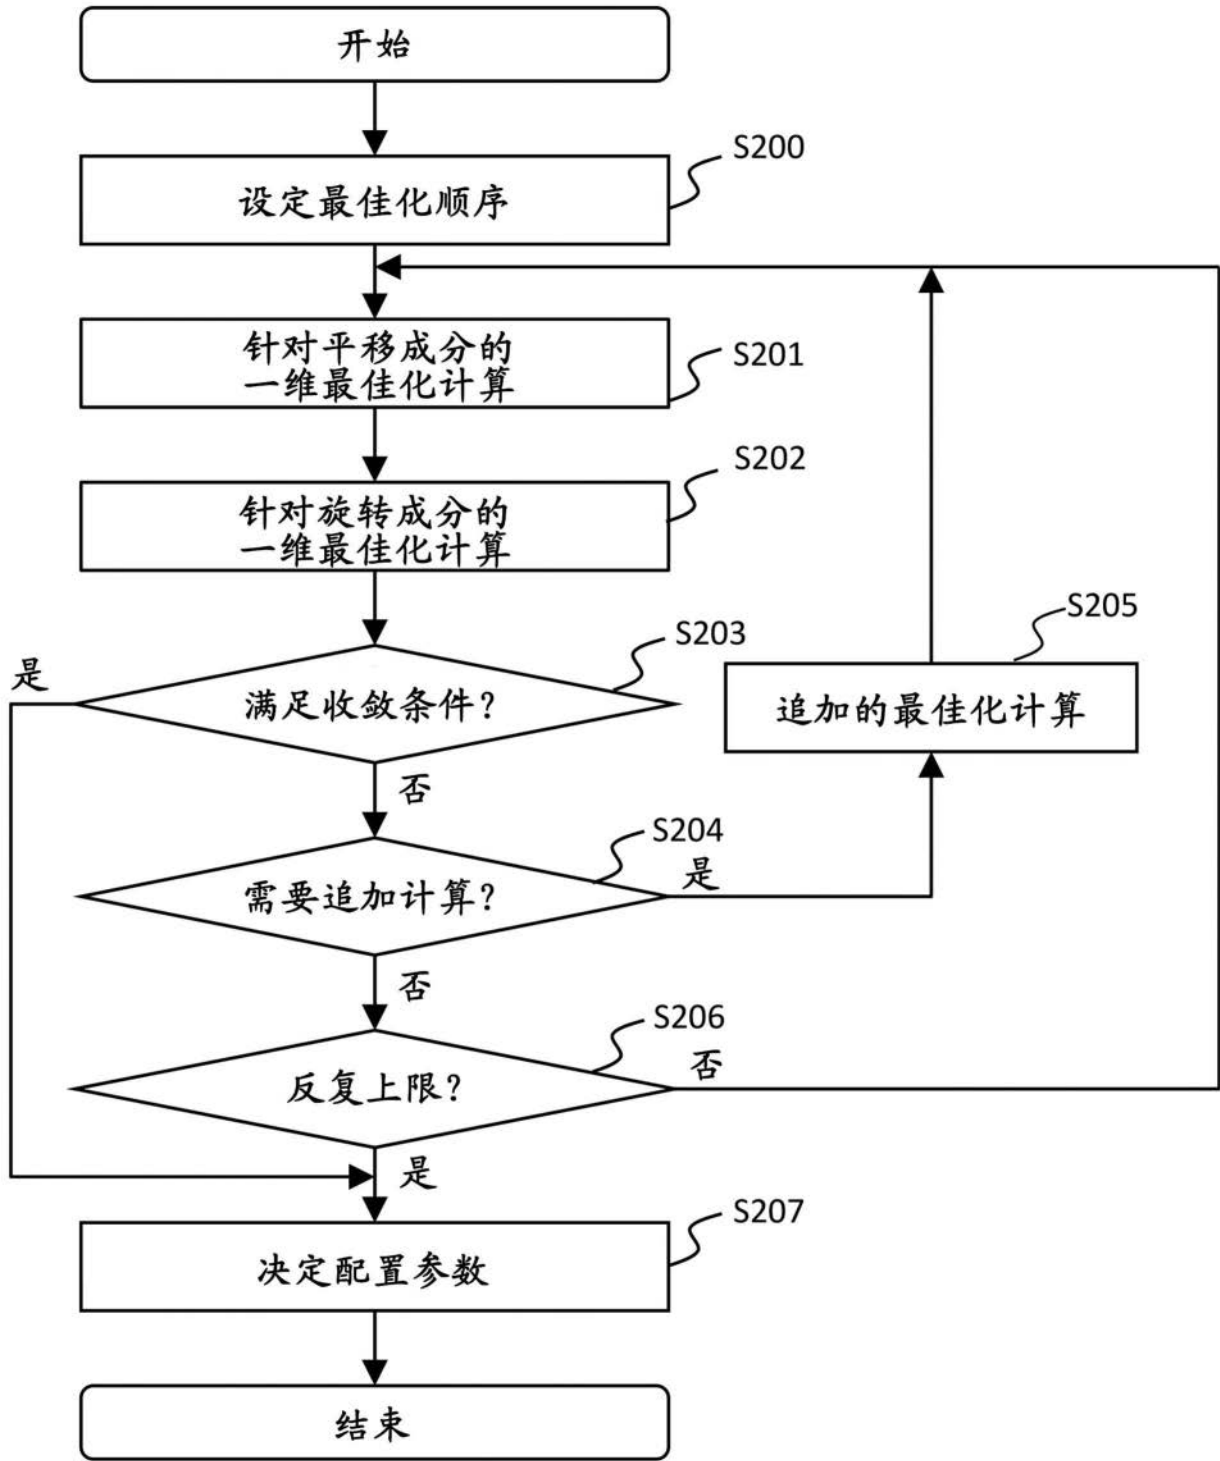 开始
S200
设定最佳化顺序
针对平移成分的
一维最佳化计算
S201
S202
针对旋转成分的
一维最佳化计算
S203
是
满足收敛条件?
S205
追加的最佳化计算
否
S204
需要追加计算?
是
否
S206
反复上限?
否
是
S207
决定配置参数
结束